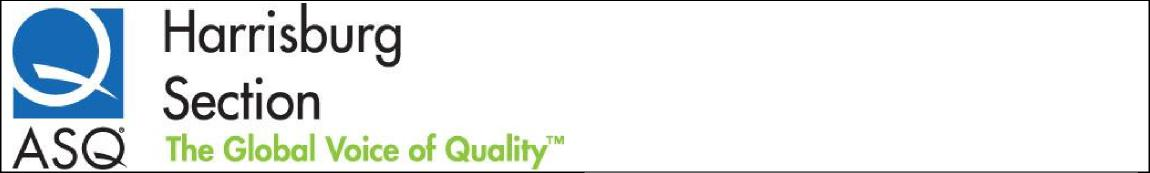 Harrisburg
Section
ASQ®
The Global Voice of Quality™